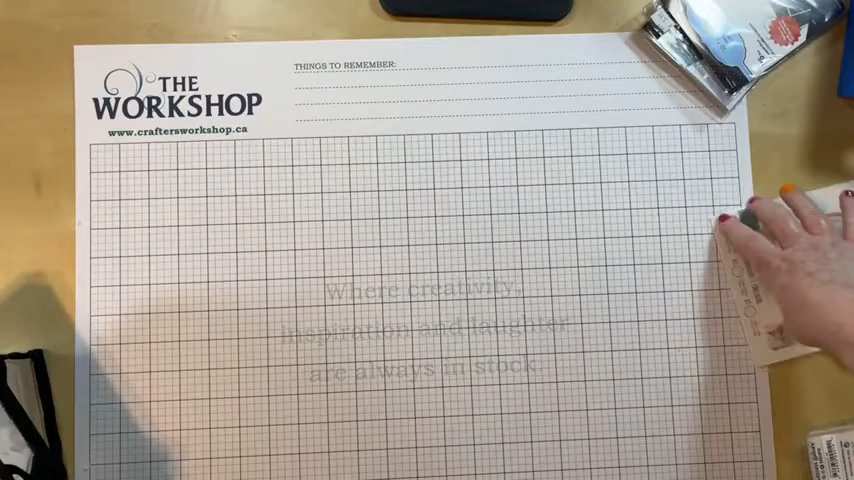 THE
WORKSHOP
www.craftersworkshop.ca
THINGS TO REMEMBER:
Where creativity,
inspiration and laughter
are always in stock.